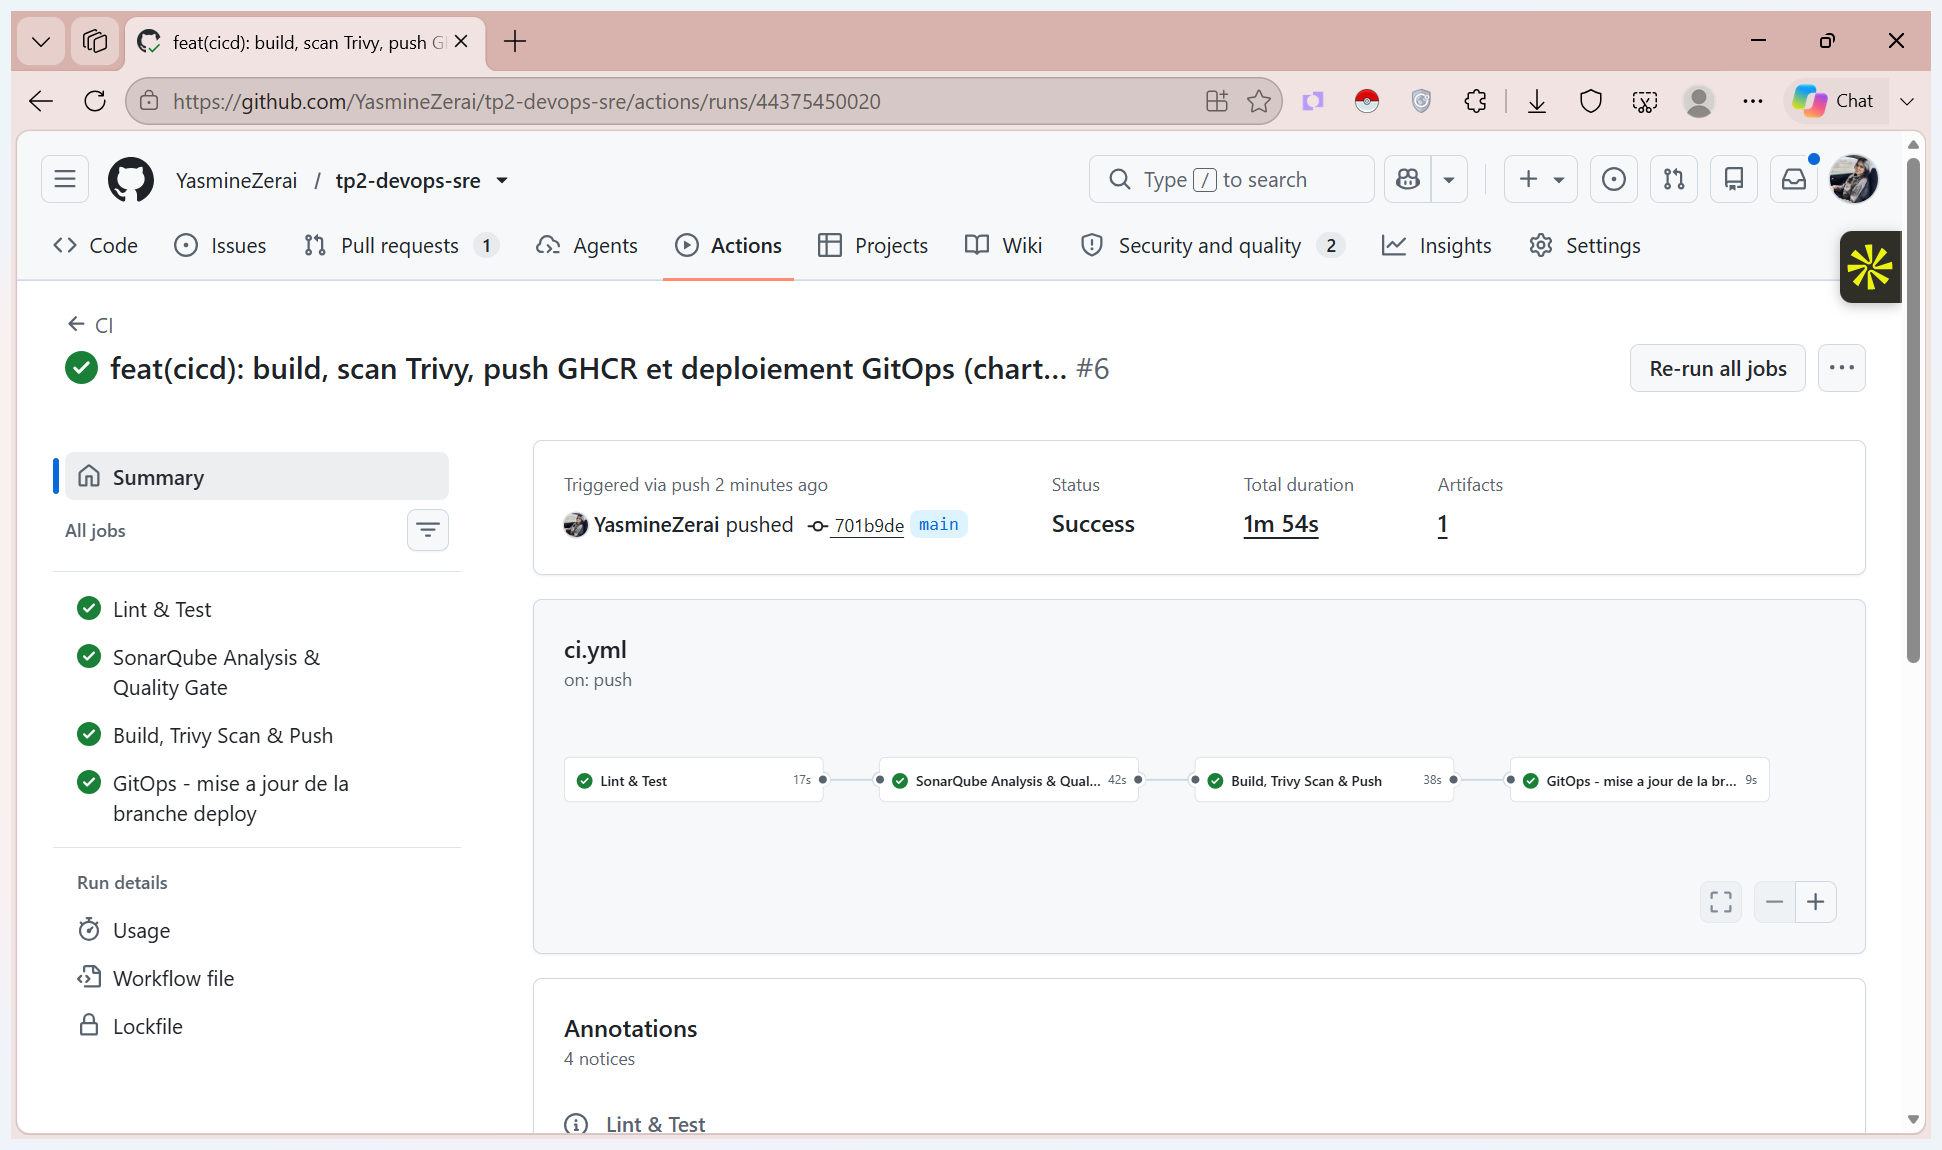 feat(cicd): build, scan Trivy, push G
https://github.com/YasmineZerai/tp2-devops-sre/actions/runs/44375450020
Chat
YasmineZerai / tp2-devops-sre
Type / to search
Code
Issues
Pull requests 1
Agents
Actions
Projects
Wiki
Security and quality 2
Insights
Settings
CI
feat(cicd): build, scan Trivy, push GHCR et deploiement GitOps (chart... #6
Re-run all jobs
Summary
All jobs
Lint & Test
SonarQube Analysis &
Quality Gate
Build, Trivy Scan & Push
GitOps - mise a jour de la
branche deploy
Run details
Usage
Workflow file
Lockfile
Triggered via push 2 minutes ago
YasmineZerai pushed 701b9de main
Status
Success
Total duration
1m 54s
Artifacts
1
ci.yml
on: push
Lint & Test 17s
SonarQube Analysis & Qual... 42s
Build, Trivy Scan & Push 38s
GitOps - mise a jour de la br... 9s
Annotations
4 notices
Lint & Test